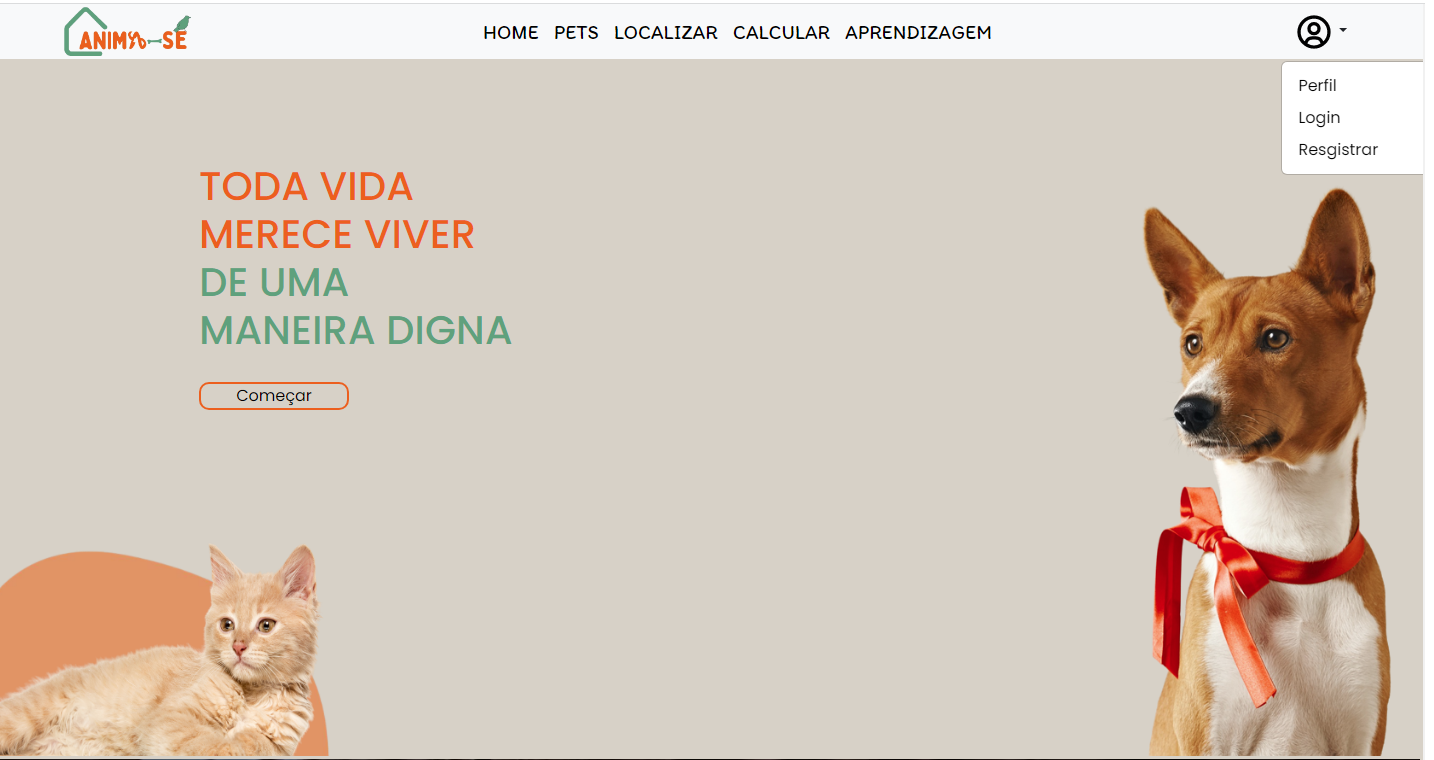 ANIMA-SE
HOME PETS LOCALIZAR CALCULAR APRENDIZAGEM
Perfil
Login
Resgistrar
TODA VIDA
MERECE VIVER
DE UMA
MANEIRA DIGNA
Começar